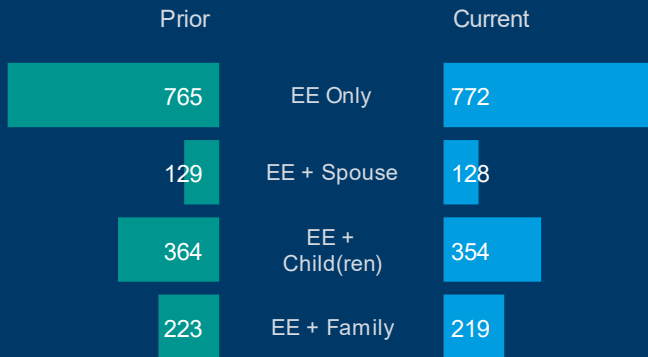 Prior Current
765 EE Only 772
129 EE + Spouse 128
364 EE +
Child(ren) 354
223 EE + Family 219